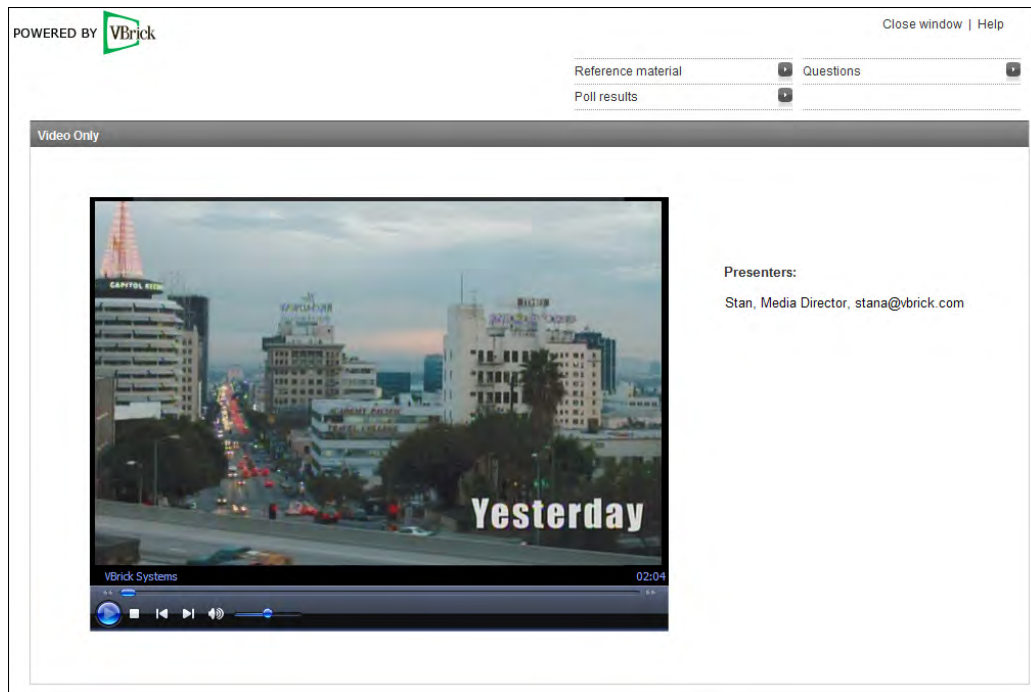 POWERED BY VBrick
Close window | Help
Reference material
Questions
Poll results
Video Only
CAPITOL
Presenters:
Stan, Media Director, stana@vbrick.com
Yesterday
VBrick Systems
02:04